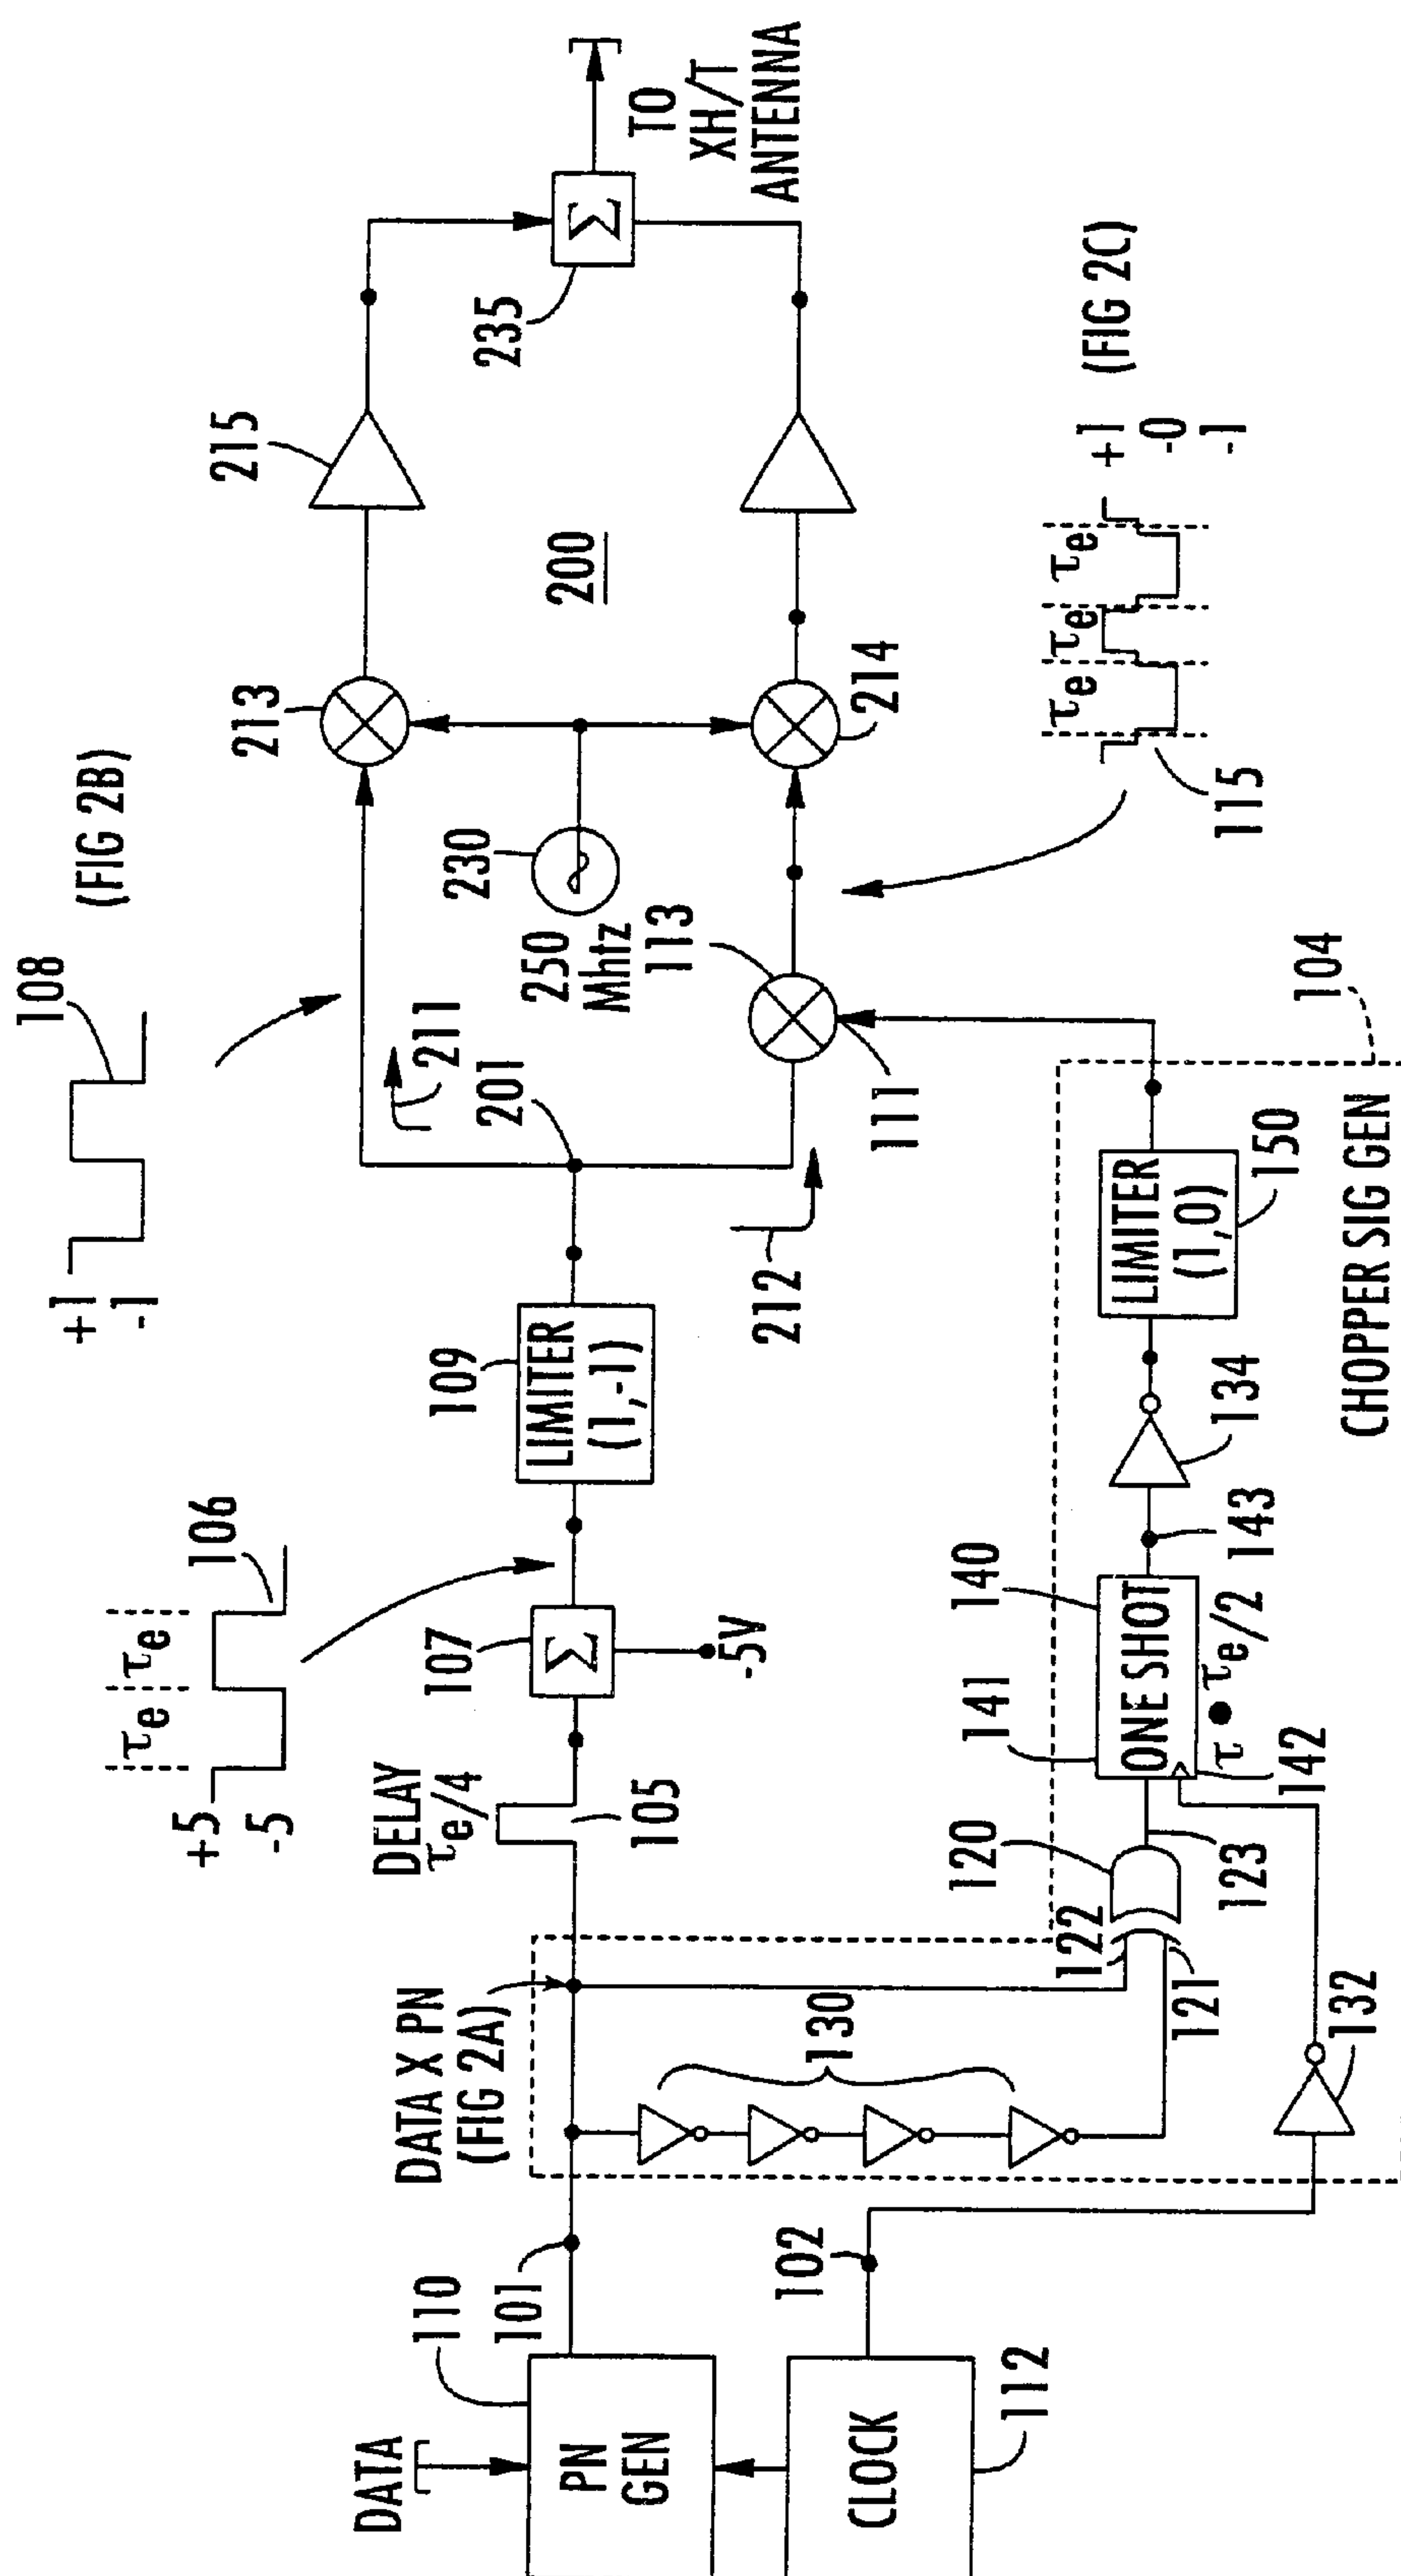 DATA
110
PN
GEN
101
CLOCK
112
102
DATA X PN
(FIG 2A)
130
132
DELAY
τe/4
105
122
121
120
123
+5
-5
τe
τe
106
107
Σ
-5V
141
140
ONE SHOT
τ ● τe/2
142
143
134
109
LIMITER
(1,-1)
LIMITER
(1,0)
150
CHOPPER SIG GEN
104
+1
-1
108
(FIG 2B)
201
211
212
111
113
250
Mhtz
230
213
214
200
215
115
τe
τe
τe
+1
-0
-1
(FIG 2C)
235
Σ
TO
XH/T
ANTENNA